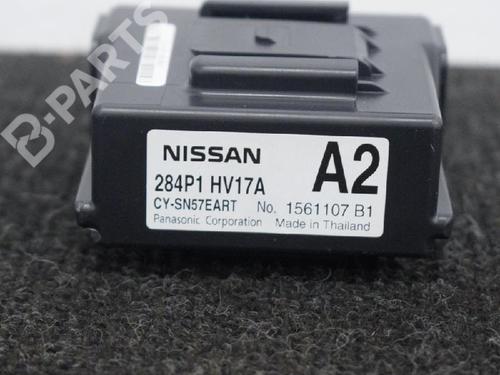 B-PARTS
NISSAN
A2
284P1 HV17A
CY-SN57EART No. 1561107 B1
Panasonic Corporation Made in Thailand